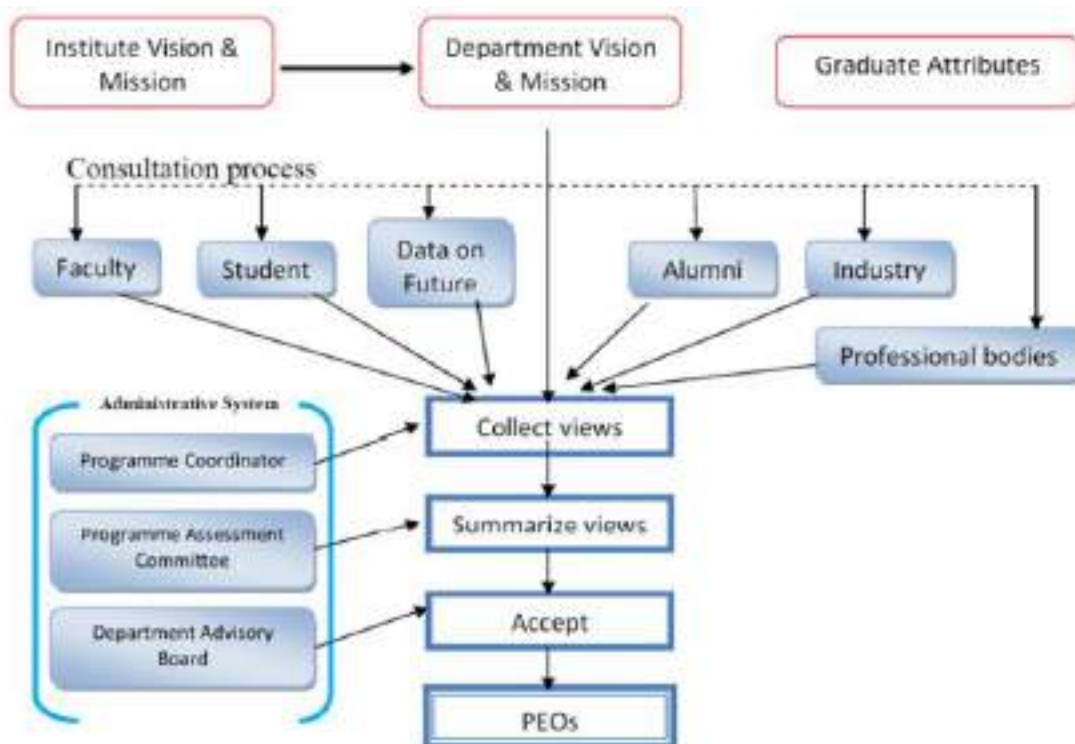 Institute Vision &
Mission
Department Vision
& Mission
Graduate Attributes
Consultation process
Faculty
Student
Data on
Future
Alumni
Industry
Professional bodies
Administrative System
Programme Coordinator
Programme Assessment
Committee
Department Advisory
Board
Collect views
Summarize views
Accept
PEOs